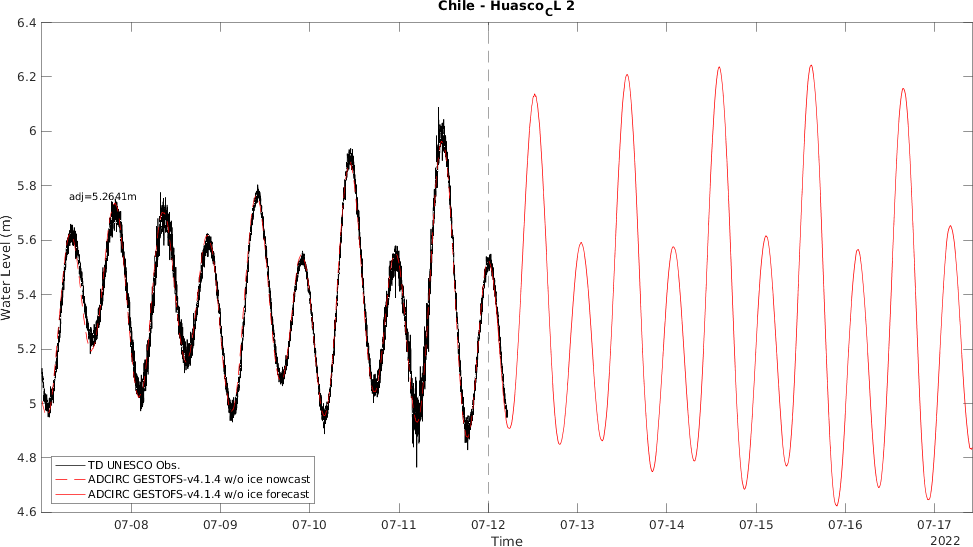 Chile - Huasco_CL 2
6.4
6.2
6
5.8
5.6
5.4
5.2
5
4.8
4.6
Water Level (m)
adj=5.2641m
TD UNESCO Obs.
ADCIRC GESTOFS-v4.1.4 w/o ice nowcast
ADCIRC GESTOFS-v4.1.4 w/o ice forecast
07-08 07-09 07-10 07-11 07-12 07-13 07-14 07-15 07-16 07-17
Time
2022